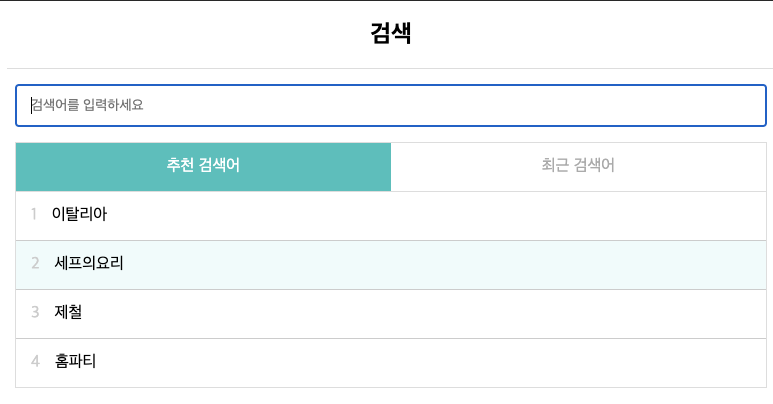 검색
검색어를 입력하세요
추천 검색어 최근 검색어
1 이탈리아
2 세프의요리
3 제철
4 홈파티